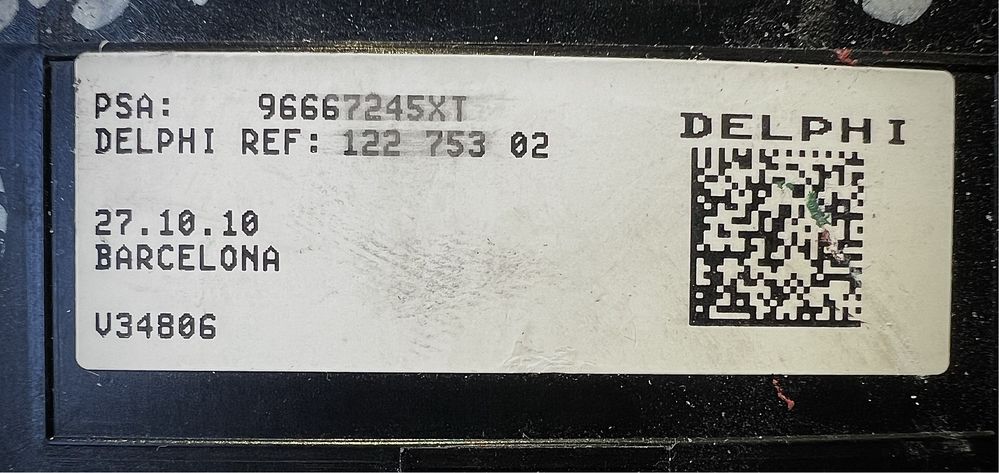 PSA: 96667245XT
DELPHI REF: 122 753 02
DELPHI
27.10.10
BARCELONA
V34806